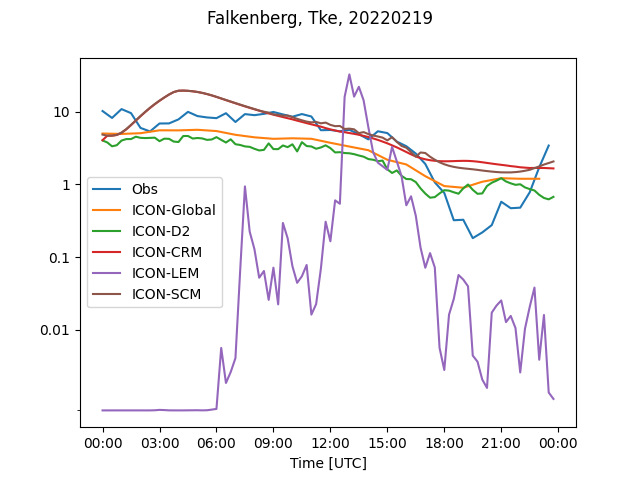 Falkenberg, Tke, 20220219
10
1
0.1
0.01
Obs
ICON-Global
ICON-D2
ICON-CRM
ICON-LEM
ICON-SCM
00:00 03:00 06:00 09:00 12:00 15:00 18:00 21:00 00:00
Time [UTC]